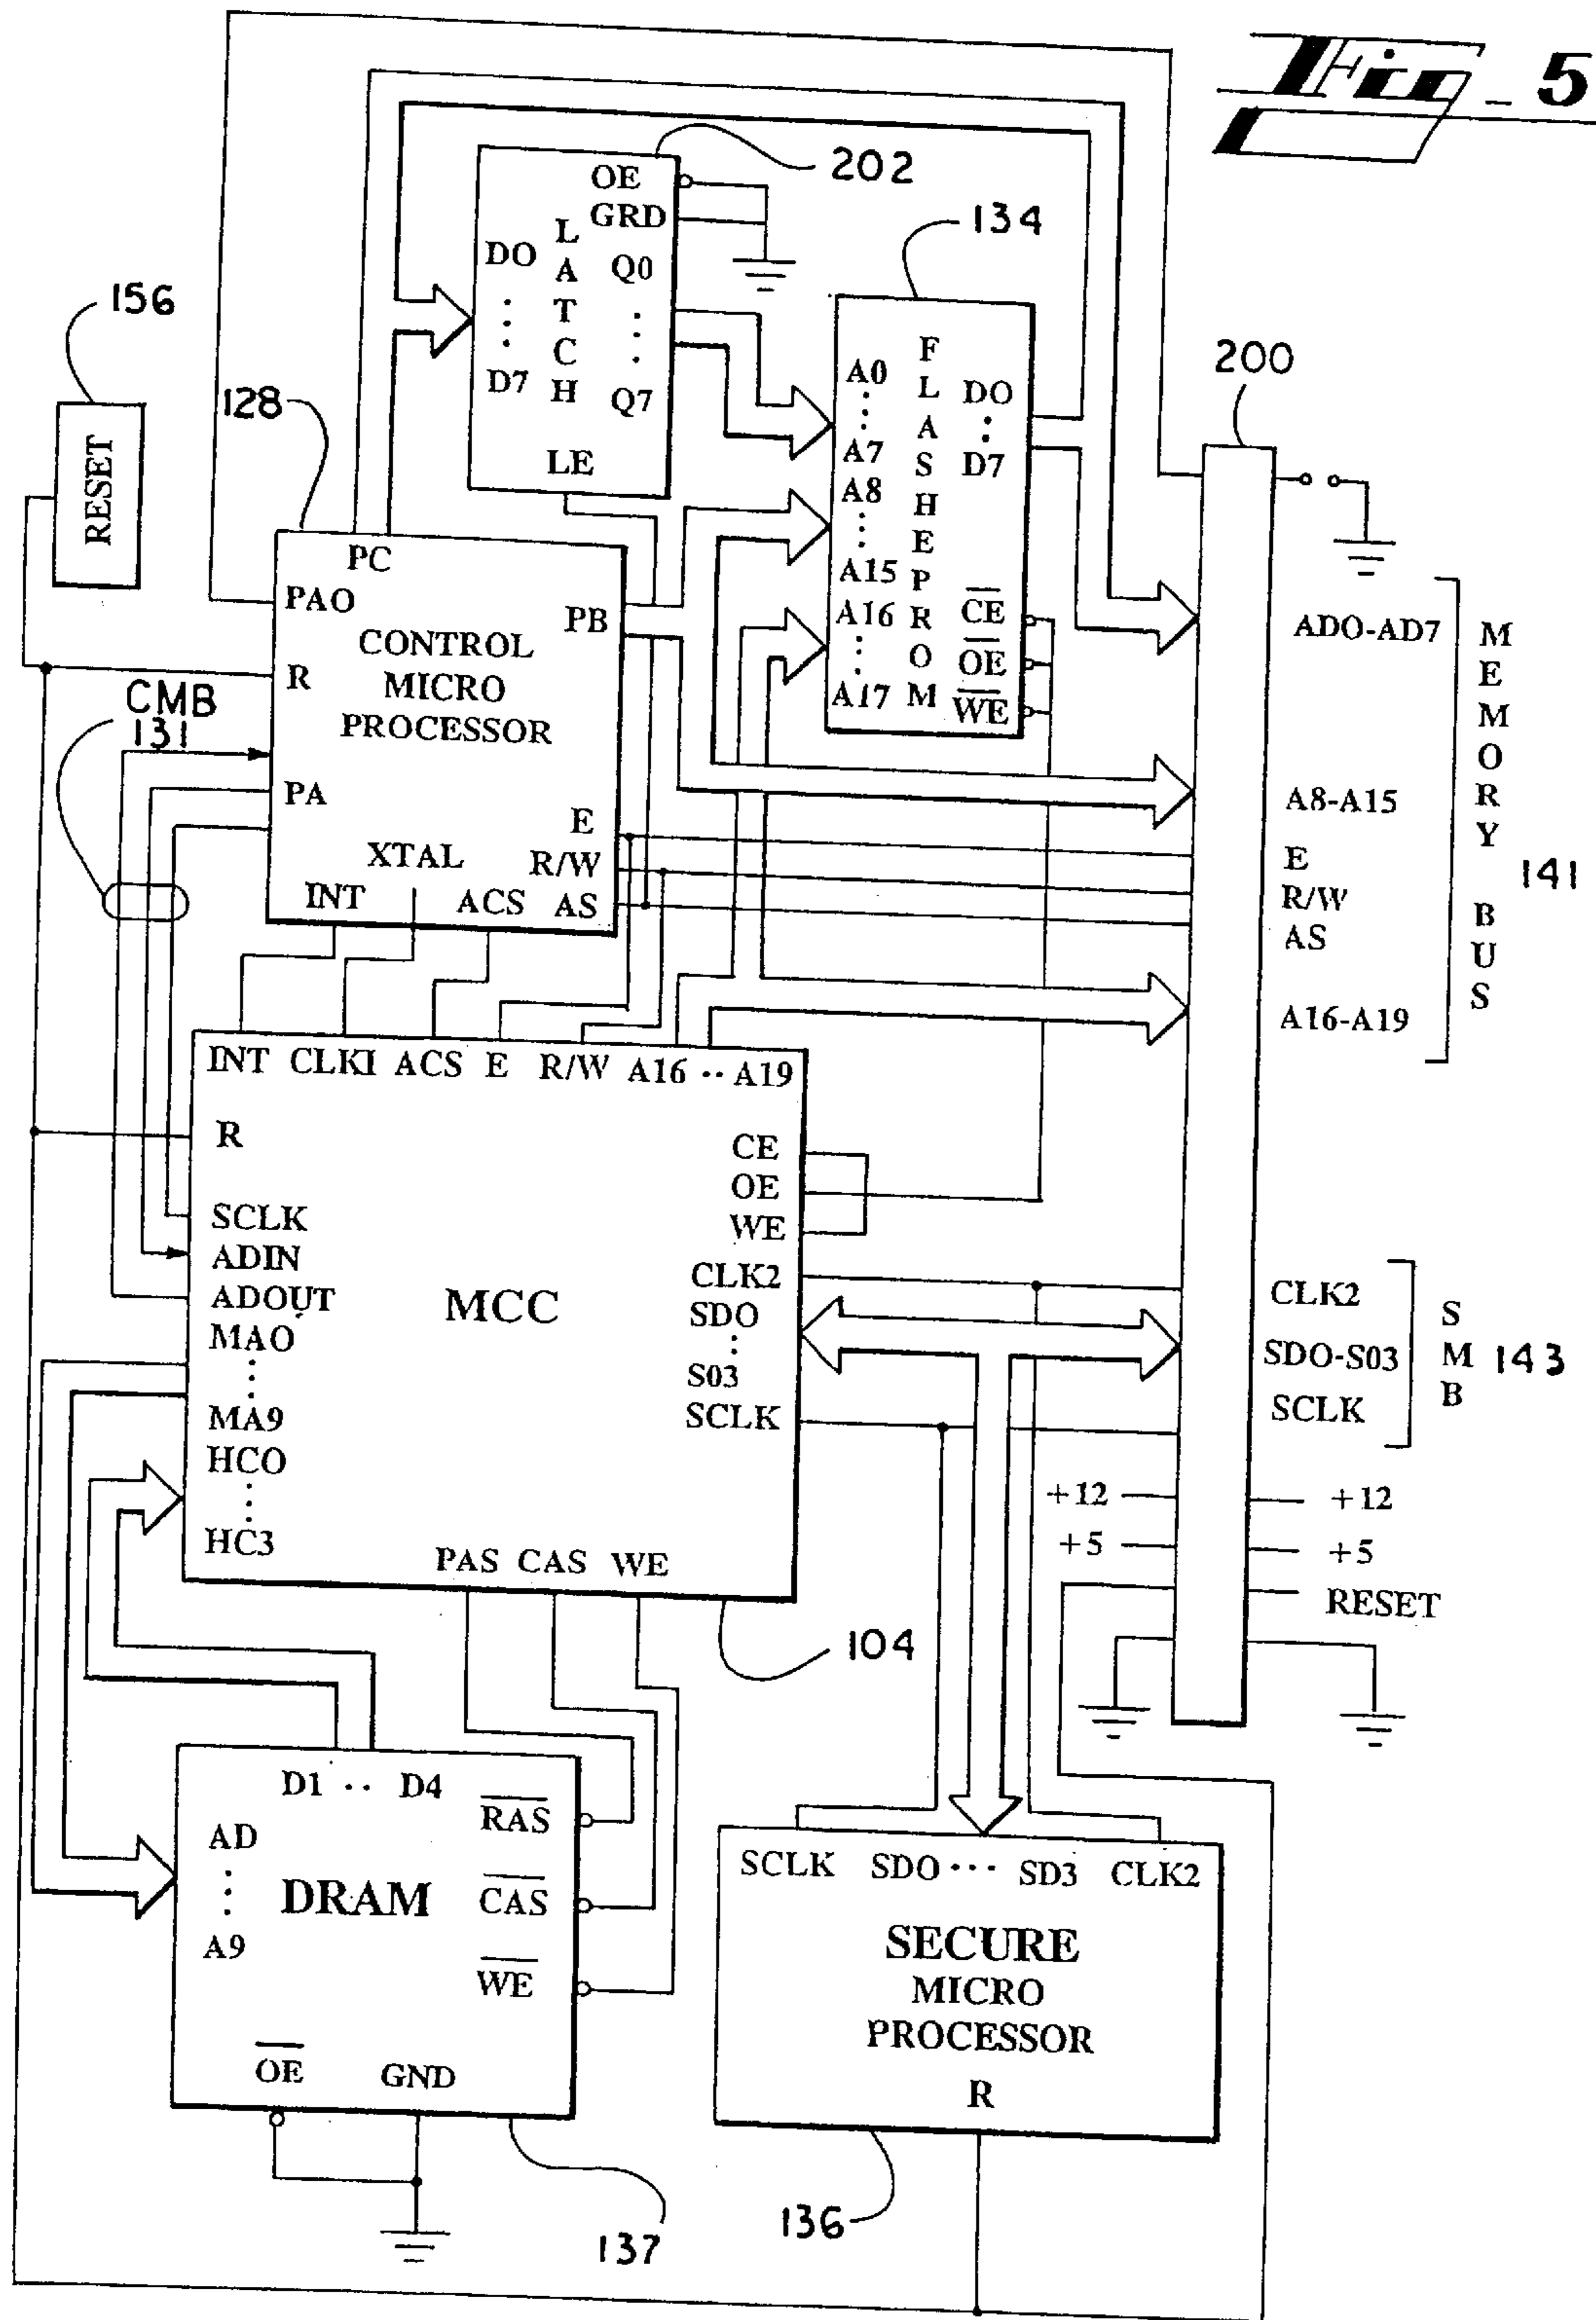 Fig_5
202
OE
GRD
LATCH
DO
Q0
D7
Q7
LE
134
156
RESET
128
200
FLASHEPROM
A0
DO
A7
D7
A8
A15
A16
A17
CE
OE
WE
PC
PAO
PB
CONTROL
MICRO
PROCESSOR
R
CMB
131
PA
E
XTAL
R/W
INT
ACS
AS
ADO-AD7
A8-A15
E
R/W
AS
A16-A19
MEMORY BUS
141
INT CLKI ACS E R/W A16 ·· A19
R
CE
OE
WE
SCLK
ADIN
ADOUT
MAO
MA9
HCO
HC3
MCC
CLK2
SDO
S03
SCLK
PAS CAS WE
104
CLK2
SDO-S03
SCLK
SMB
143
+12
+12
+5
+5
RESET
D1 ·· D4
RAS
AD
DRAM
CAS
A9
WE
OE
GND
137
SCLK SDO ··· SD3 CLK2
SECURE
MICRO
PROCESSOR
R
136